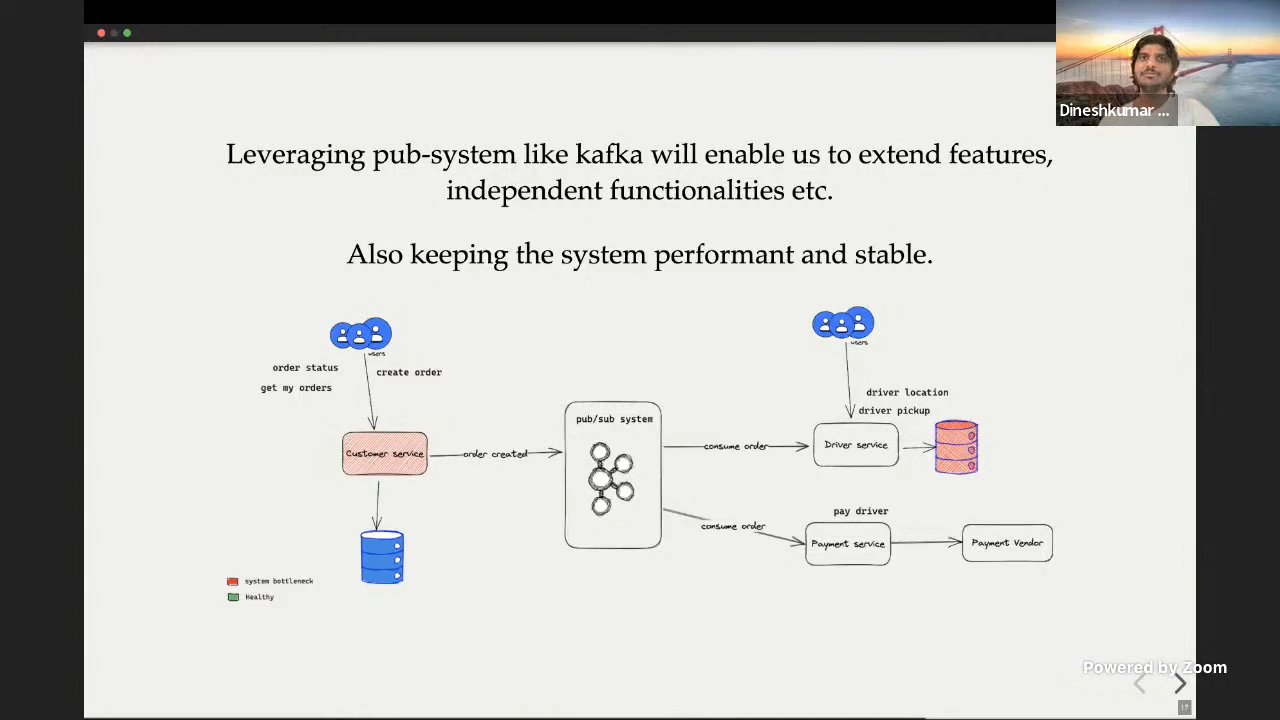 Dineshkumar ...
Leveraging pub-system like kafka will enable us to extend features,
independent functionalities etc.
Also keeping the system performant and stable.
users
order status
get my orders
create order
Customer service
order created
pub/sub system
consume order
consume order
users
driver location
driver pickup
Driver service
pay driver
Payment service
Payment Vendor
system bottleneck
Healthy
Powered by Zoom
17